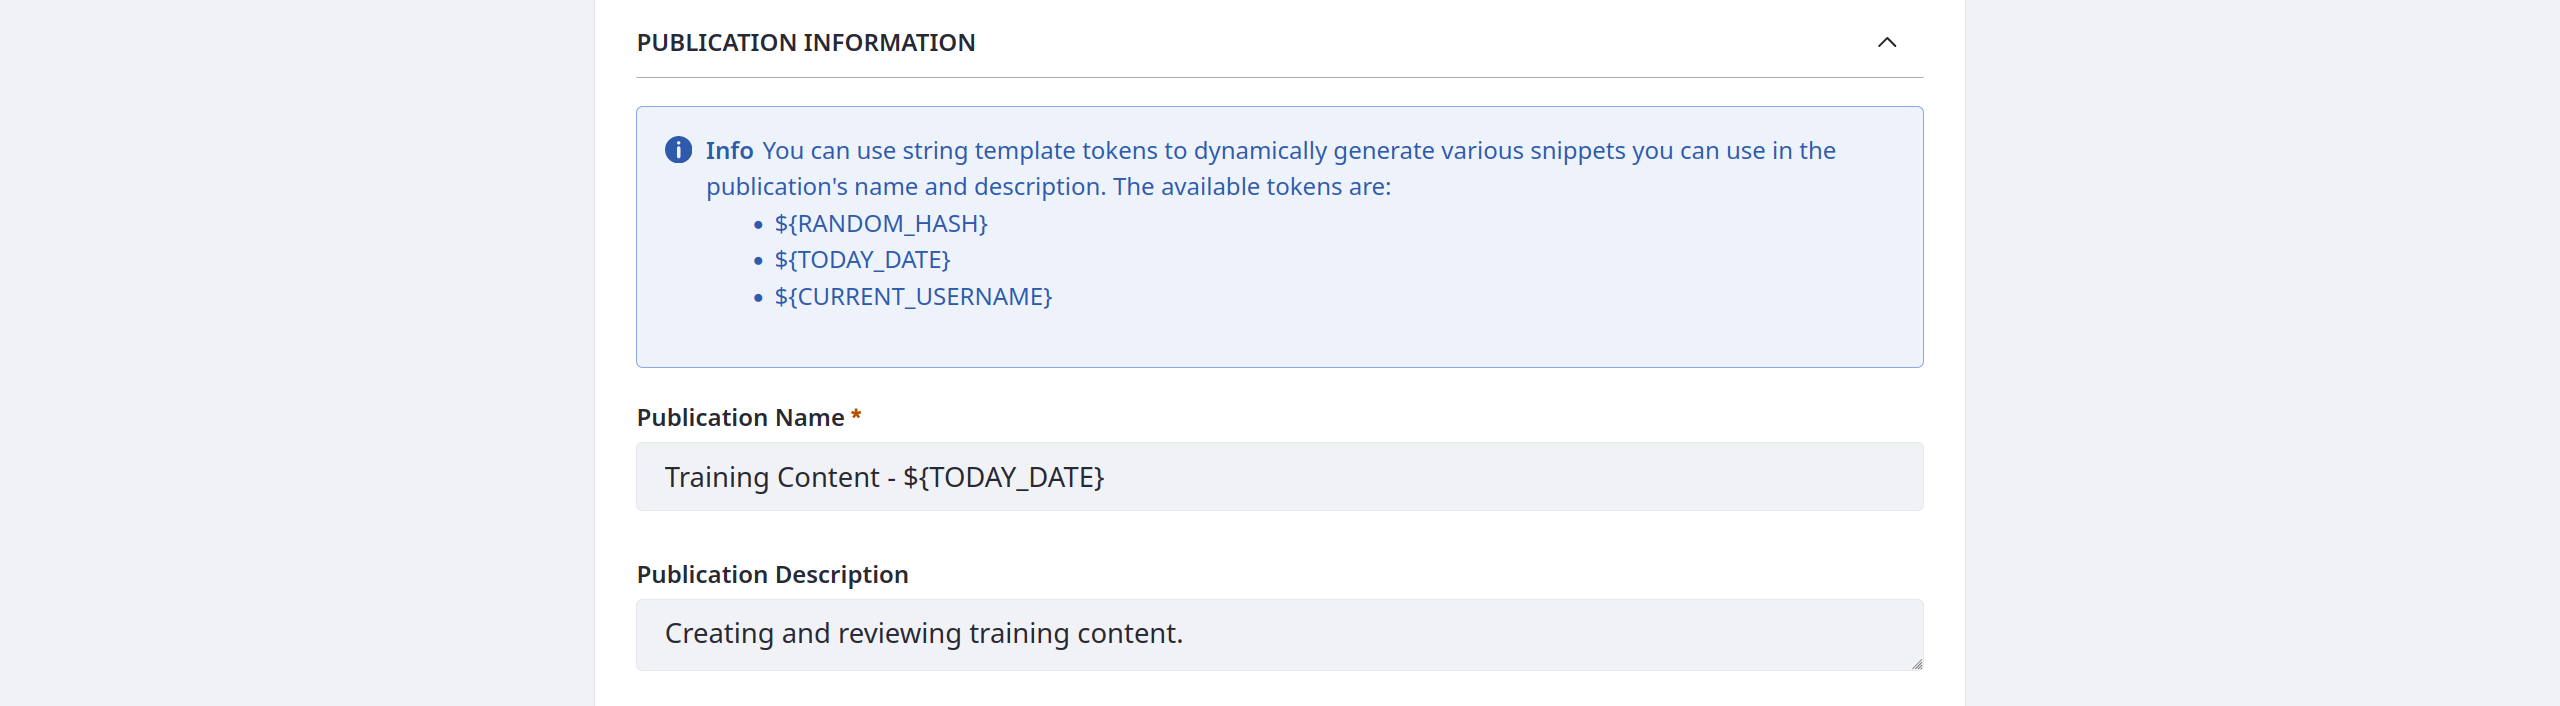 PUBLICATION INFORMATION
Info You can use string template tokens to dynamically generate various snippets you can use in the
publication's name and description. The available tokens are:
• ${RANDOM_HASH}
• ${TODAY_DATE}
• ${CURRENT_USERNAME}
Publication Name *
Training Content - ${TODAY_DATE}
Publication Description
Creating and reviewing training content.